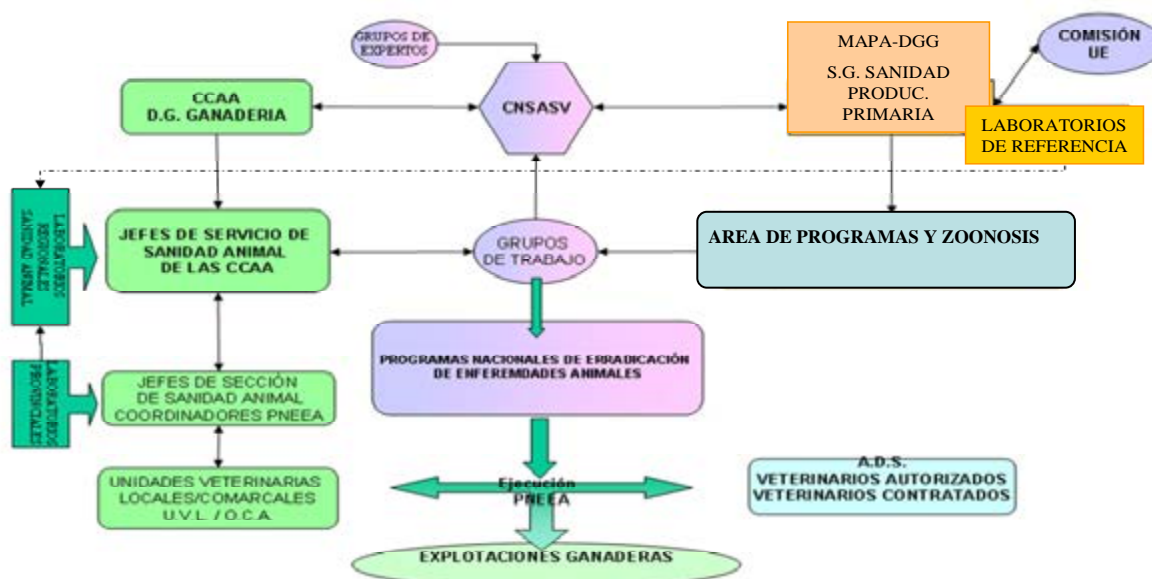 GRUPOS DE
EXPERTOS
MAPA-DGG
S.G. SANIDAD
PRODUC.
PRIMARIA
COMISIÓN
UE
CCAA
D.G. GANADERIA
CNSASV
LABORATORIOS
DE REFERENCIA
LABORATORIOS
REGIONALES
SANIDAD ANIMAL
JEFES DE SERVICIO DE
SANIDAD ANIMAL
DE LAS CCAA
GRUPOS
DE TRABAJO
AREA DE PROGRAMAS Y ZOONOSIS
PROGRAMAS NACIONALES DE ERRADICACIÓN
DE ENFEREMDADES ANIMALES
LABORATORIOS
PROVINCIALES
JEFES DE SECCIÓN
DE SANIDAD ANIMAL
COORDINADORES PNEEA
UNIDADES VETERINARIAS
LOCALES/COMARCALES
U.V.L. / O.C.A.
Ejecución
PNEEA
A.D.S.
VETERINARIOS AUTORIZADOS
VETERINARIOS CONTRATADOS
EXPLOTACIONES GANADERAS